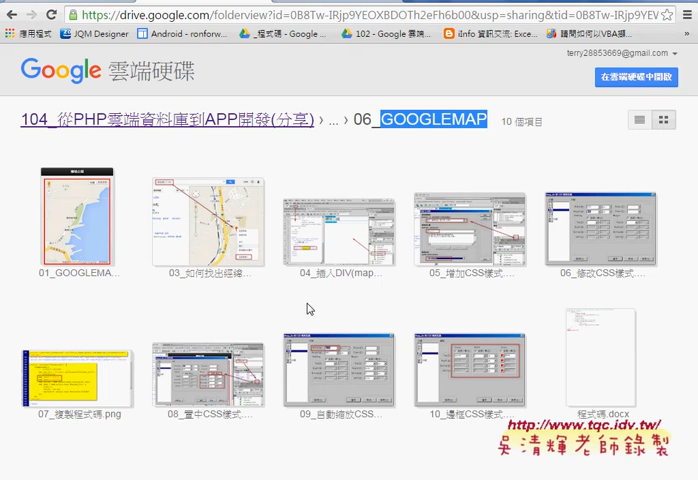 https://drive.google.com/folderview?id=0B8Tw-IRjp9YEOXBDOTh2eFh6b00&usp=sharing&tid=0B8Tw-IRjp9YEV
應用程式
JQM Designer
Android - ronforw...
_程式碼 - Google ...
102 - Google 雲端...
iInfo 資訊交流: Exce...
請問如何以VBA擷...
terry28853669@gmail.com
Google 雲端硬碟
在雲端硬碟中開啟
104_從PHP雲端資料庫到APP開發(分享) › ... › 06_GOOGLEMAP 10 個項目
01_GOOGLEMA...
03_如何找出經緯...
04_插入DIV(map...
05_增加CSS樣式....
06_修改CSS樣式....
07_複製程式碼.png
08_置中CSS樣式....
09_自動縮放CSS...
10_邊框CSS樣式....
程式碼.docx
http://www.tqc.idv.tw/
吳清輝老師錄製